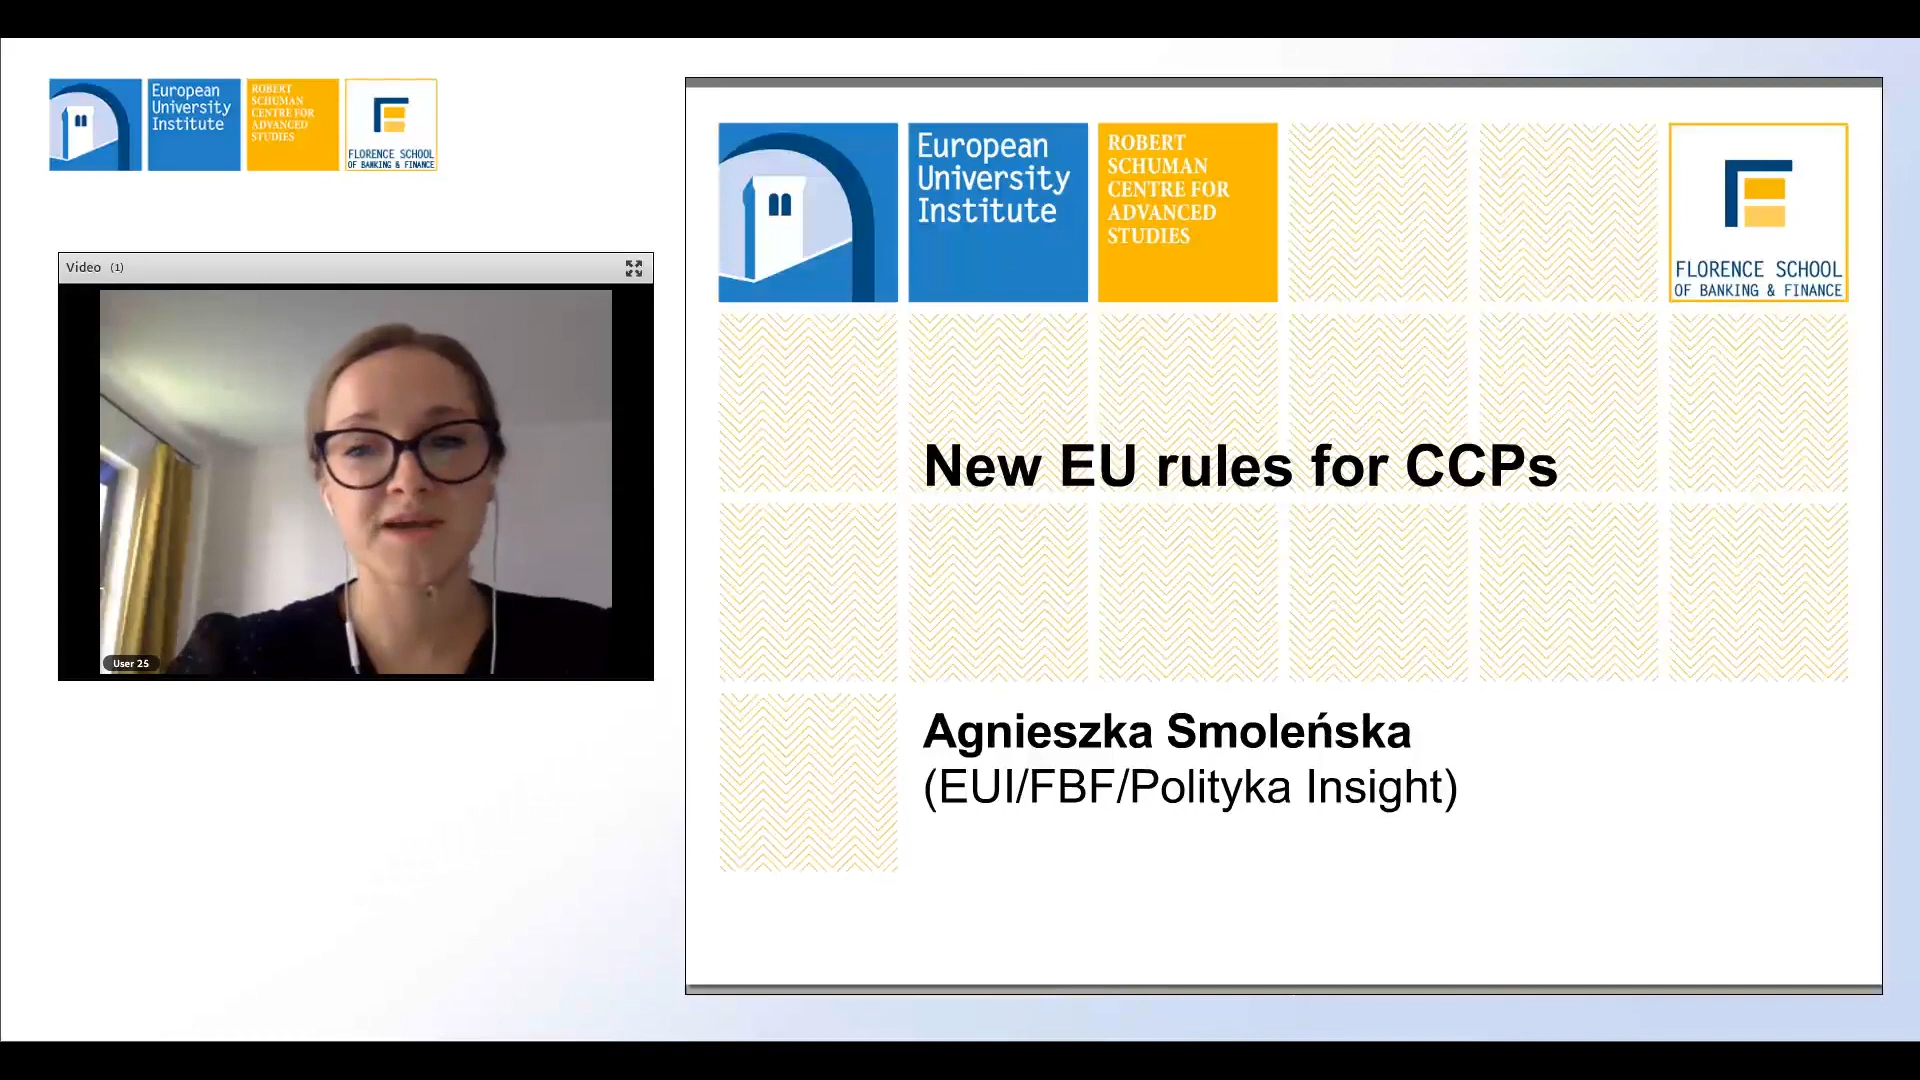 European
University
Institute
ROBERT
SCHUMAN
CENTRE FOR
ADVANCED
STUDIES
FLORENCE SCHOOL
OF BANKING & FINANCE
Video (1)
User 25
European
University
Institute
ROBERT
SCHUMAN
CENTRE FOR
ADVANCED
STUDIES
FLORENCE SCHOOL
OF BANKING & FINANCE
New EU rules for CCPs
Agnieszka Smoleńska
(EUI/FBF/Polityka Insight)